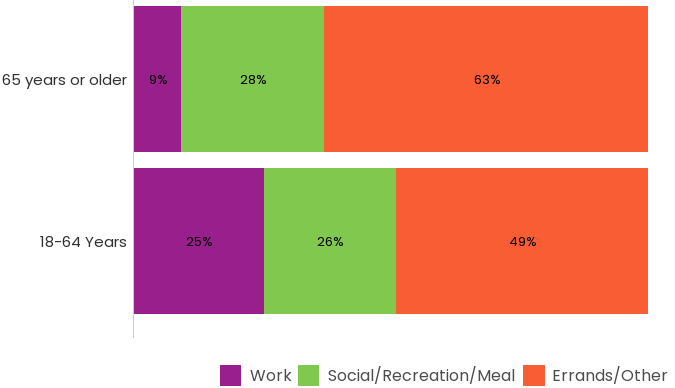 65 years or older 9% 28% 63%
18-64 Years 25% 26% 49%
Work Social/Recreation/Meal Errands/Other